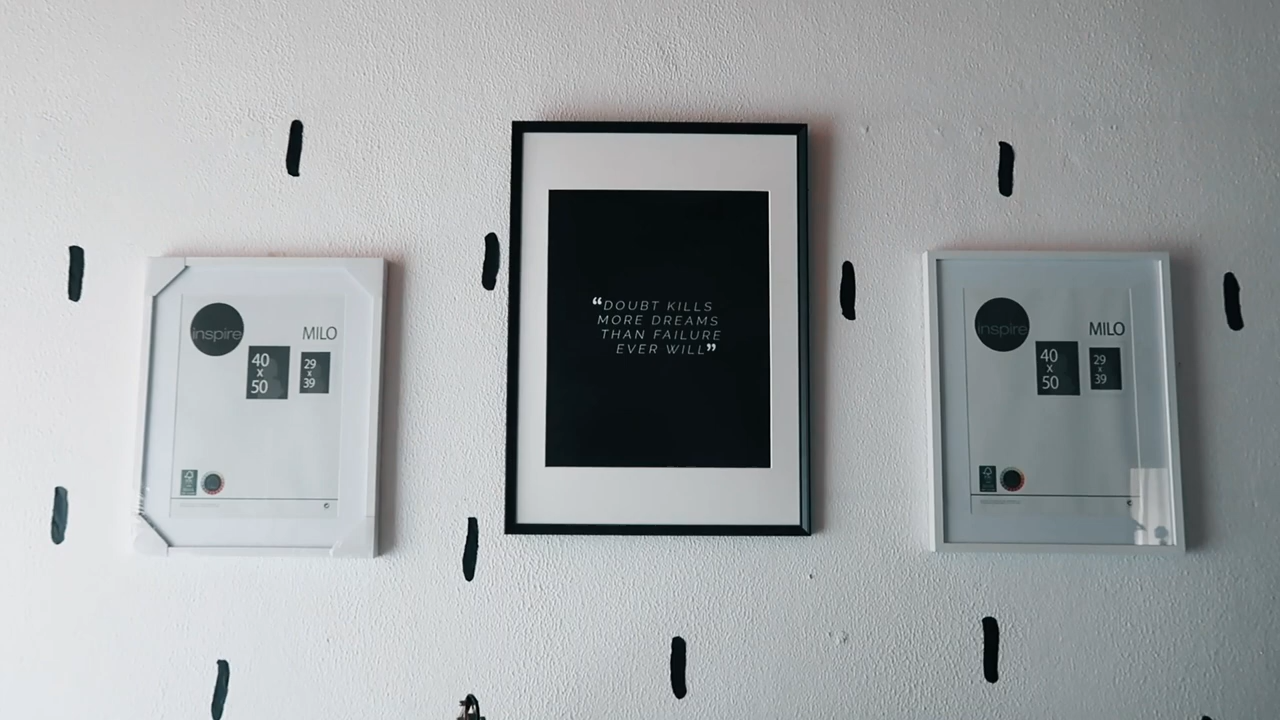 inspire
MILO
40
x
50
29
x
39
“DOUBT KILLS
MORE DREAMS
THAN FAILURE
EVER WILL”
inspire
MILO
40
x
50
29
x
39